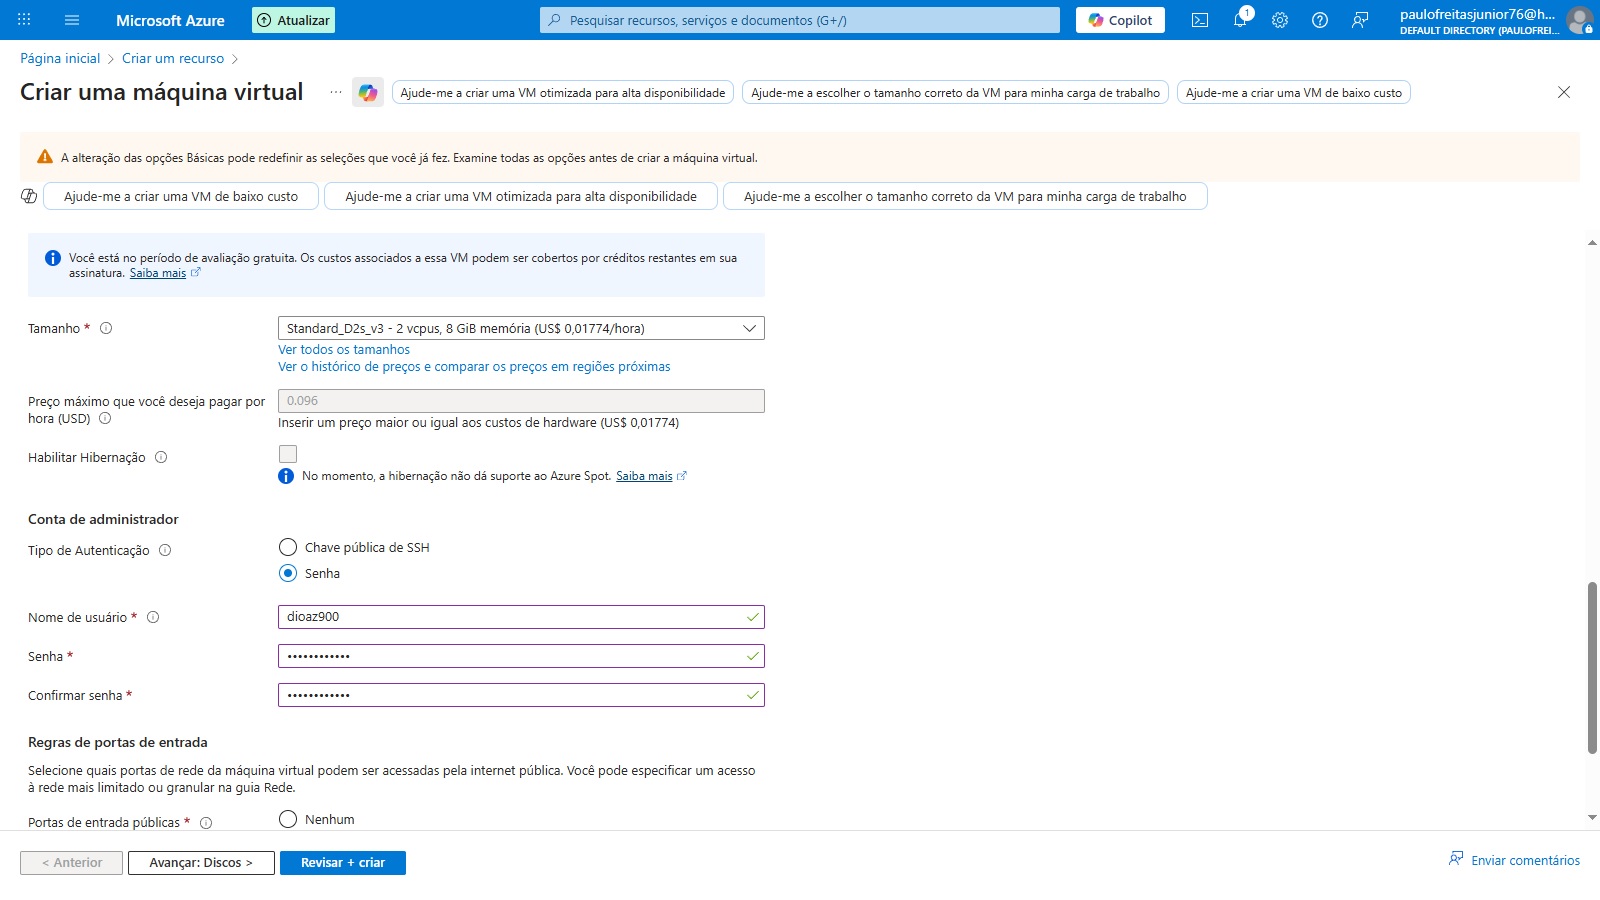 Microsoft Azure
Atualizar
Pesquisar recursos, serviços e documentos (G+/)
Copilot
1
paulofreitasjunior76@h...
DEFAULT DIRECTORY (PAULOFREI...
Página inicial > Criar um recurso >
Criar uma máquina virtual
...
Ajude-me a criar uma VM otimizada para alta disponibilidade
Ajude-me a escolher o tamanho correto da VM para minha carga de trabalho
Ajude-me a criar uma VM de baixo custo
A alteração das opções Básicas pode redefinir as seleções que você já fez. Examine todas as opções antes de criar a máquina virtual.
Ajude-me a criar uma VM de baixo custo
Ajude-me a criar uma VM otimizada para alta disponibilidade
Ajude-me a escolher o tamanho correto da VM para minha carga de trabalho
Você está no período de avaliação gratuita. Os custos associados a essa VM podem ser cobertos por créditos restantes em sua
assinatura. Saiba mais
Tamanho *
Standard_D2s_v3 - 2 vcpus, 8 GiB memória (US$ 0,01774/hora)
Ver todos os tamanhos
Ver o histórico de preços e comparar os preços em regiões próximas
Preço máximo que você deseja pagar por
hora (USD)
0.096
Inserir um preço maior ou igual aos custos de hardware (US$ 0,01774)
Habilitar Hibernação
No momento, a hibernação não dá suporte ao Azure Spot. Saiba mais
Conta de administrador
Tipo de Autenticação
Chave pública de SSH
Senha
Nome de usuário *
dioaz900
Senha *
••••••••••••
Confirmar senha *
••••••••••••
Regras de portas de entrada
Selecione quais portas de rede da máquina virtual podem ser acessadas pela internet pública. Você pode especificar um acesso
à rede mais limitado ou granular na guia Rede.
Portas de entrada públicas *
Nenhum
< Anterior
Avançar: Discos >
Revisar + criar
Enviar comentários